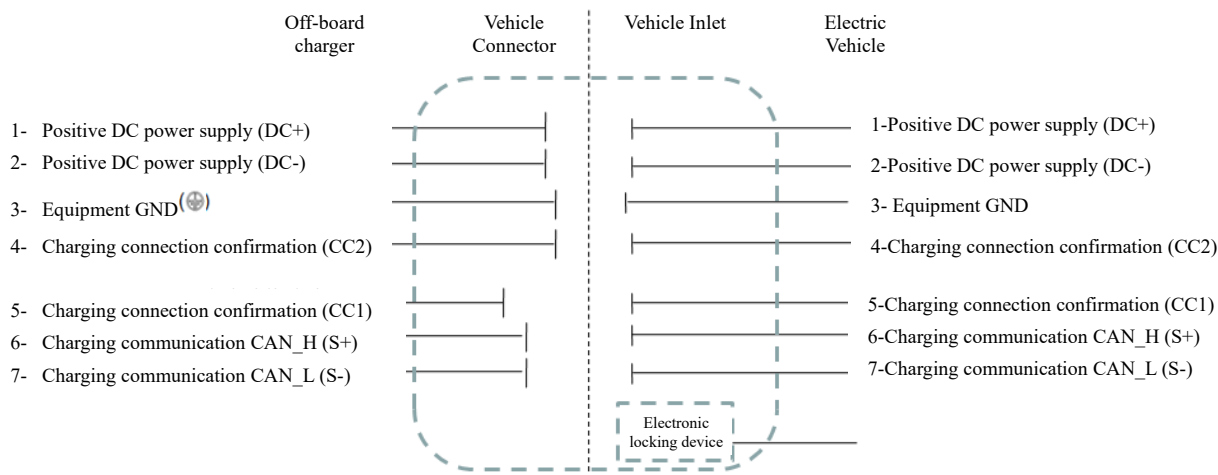 Off-board
charger
Vehicle
Connector
Vehicle Inlet
Electric
Vehicle
1- Positive DC power supply (DC+)
2- Positive DC power supply (DC-)
3- Equipment GND(⏚)
4- Charging connection confirmation (CC2)
5- Charging connection confirmation (CC1)
6- Charging communication CAN_H (S+)
7- Charging communication CAN_L (S-)
1-Positive DC power supply (DC+)
2-Positive DC power supply (DC-)
3- Equipment GND
4-Charging connection confirmation (CC2)
5-Charging connection confirmation (CC1)
6-Charging communication CAN_H (S+)
7-Charging communication CAN_L (S-)
Electronic
locking device